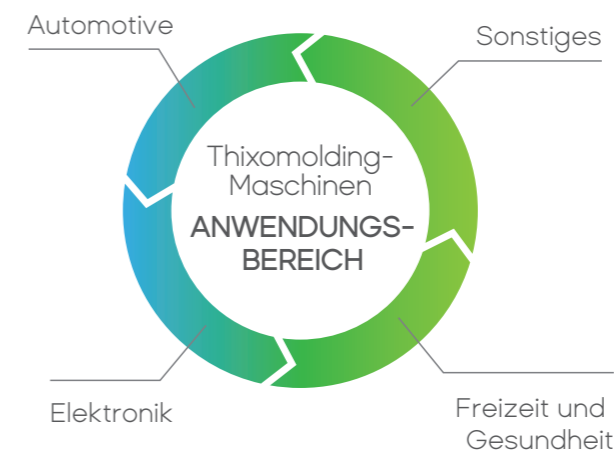 Automotive
Sonstiges
Thixomolding-
Maschinen
ANWENDUNGS-
BEREICH
Elektronik
Freizeit und
Gesundheit